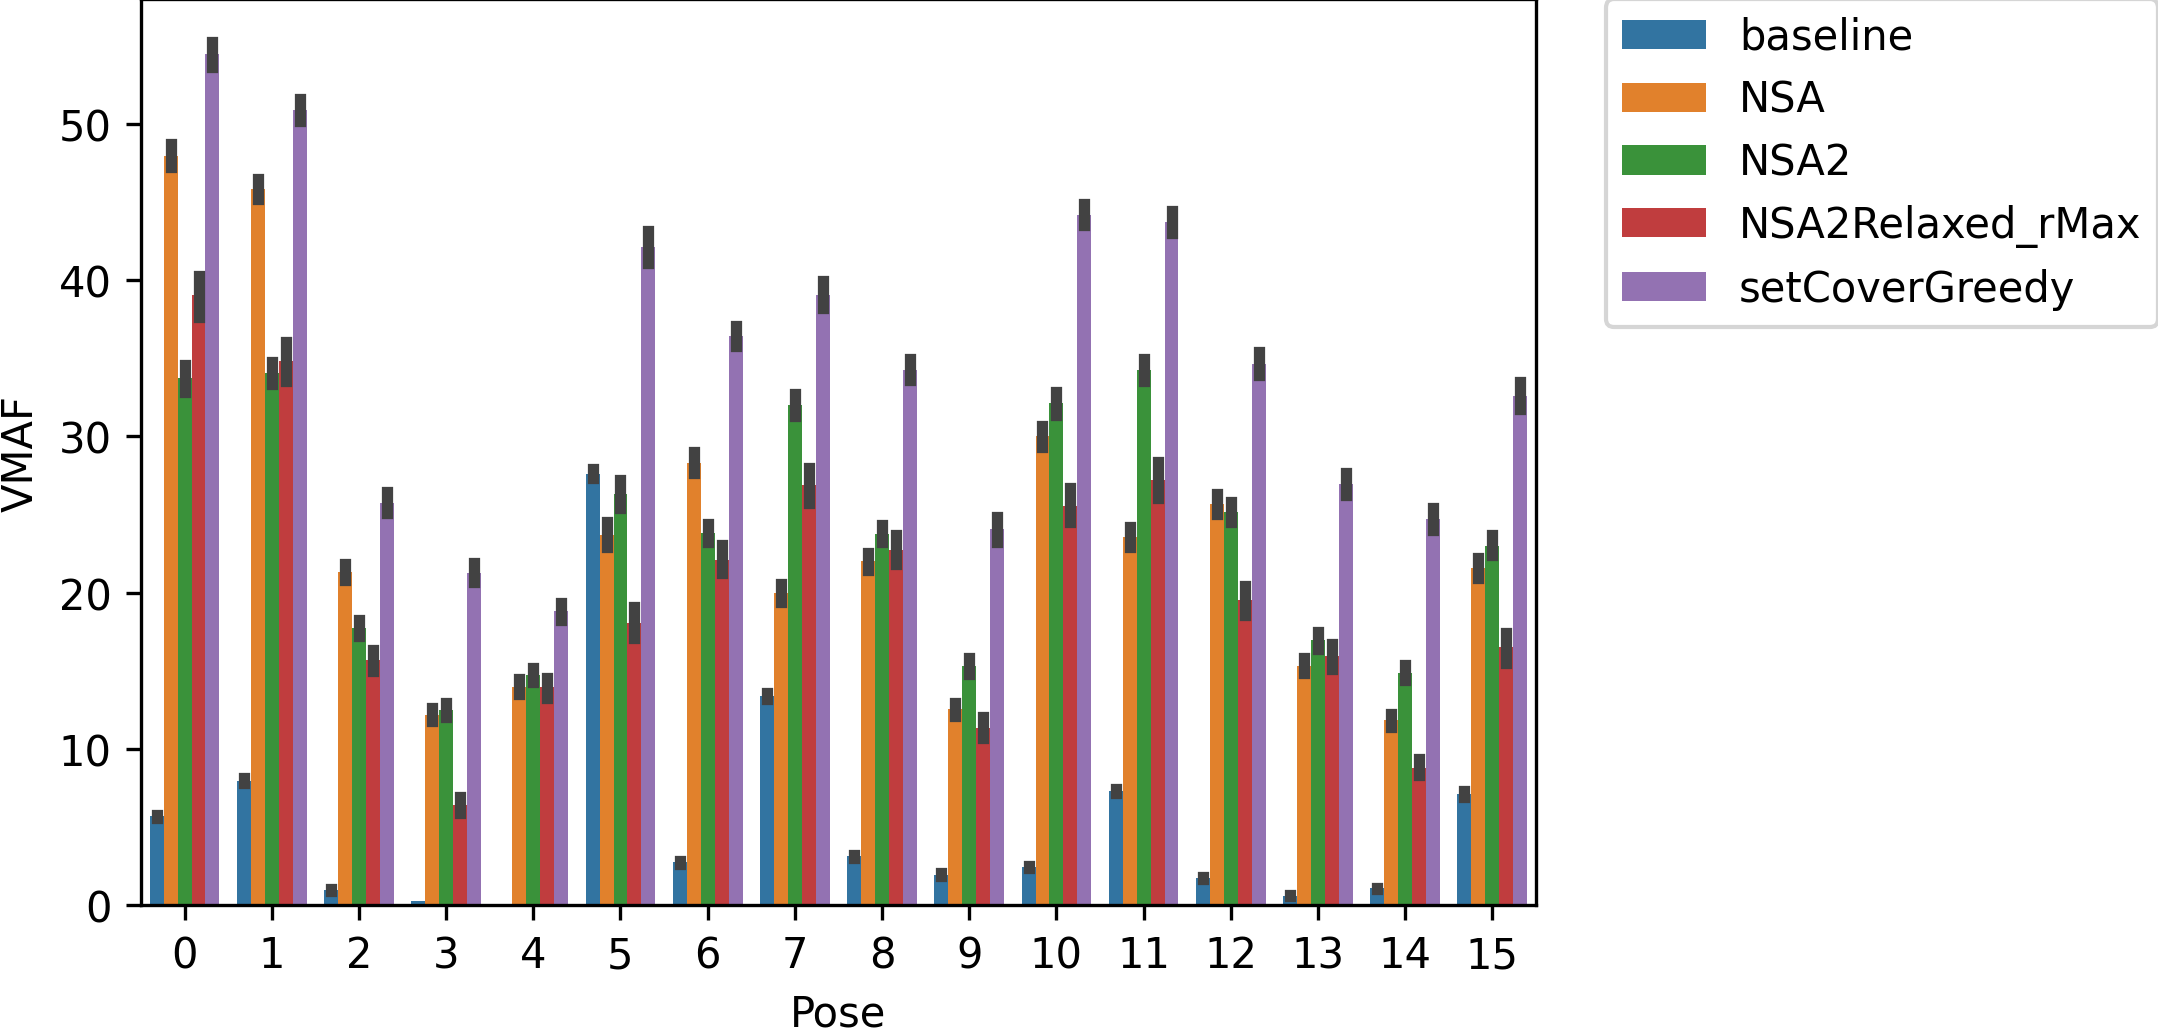 50
40
30
20
10
0
VMAF
0 1 2 3 4 5 6 7 8 9 10 11 12 13 14 15
Pose
baseline
NSA
NSA2
NSA2Relaxed_rMax
setCoverGreedy